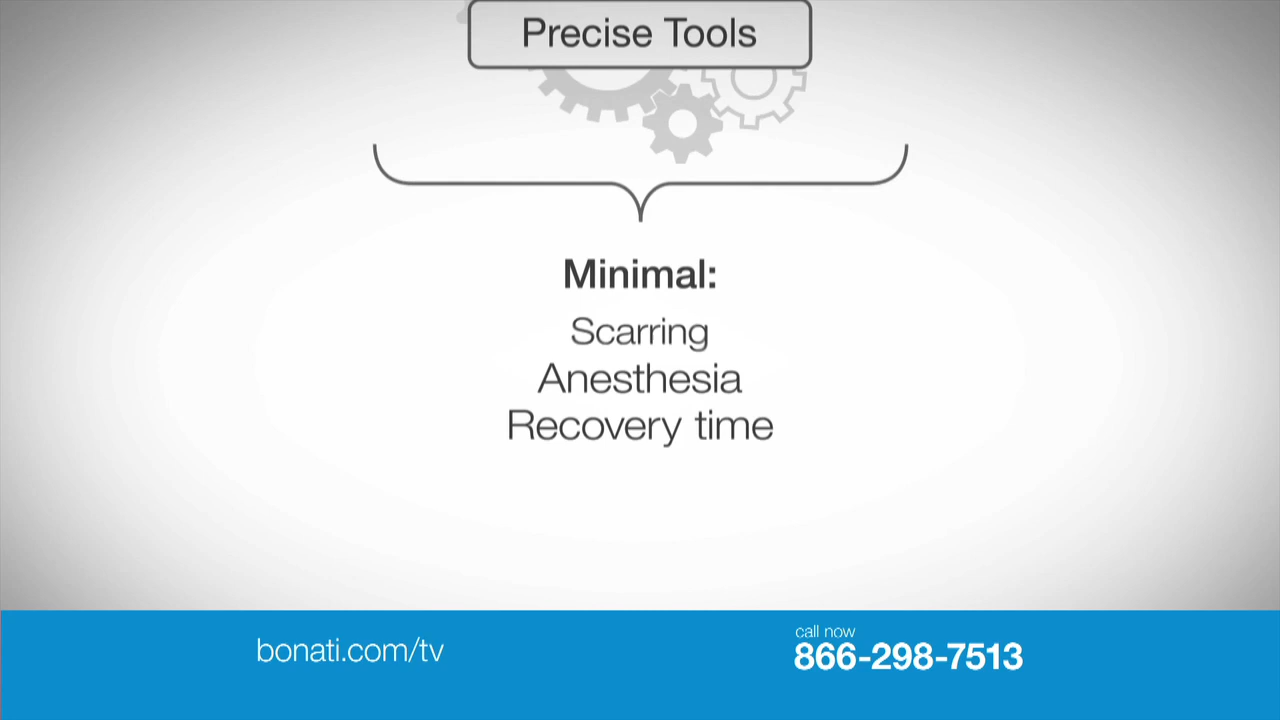 Precise Tools
Minimal:
Scarring
Anesthesia
Recovery time
bonati.com/tv
call now
866-298-7513